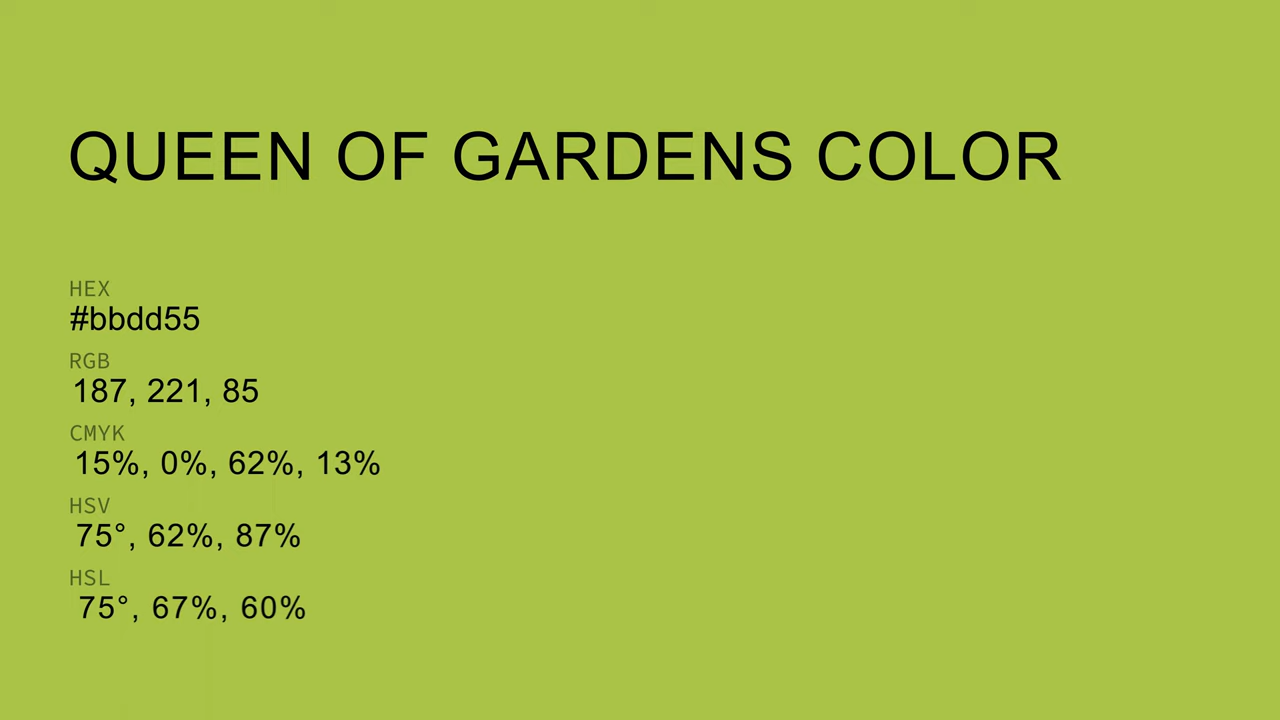 QUEEN OF GARDENS COLOR
HEX
#bbdd55
RGB
187, 221, 85
CMYK
15%, 0%, 62%, 13%
HSV
75°, 62%, 87%
HSL
75°, 67%, 60%